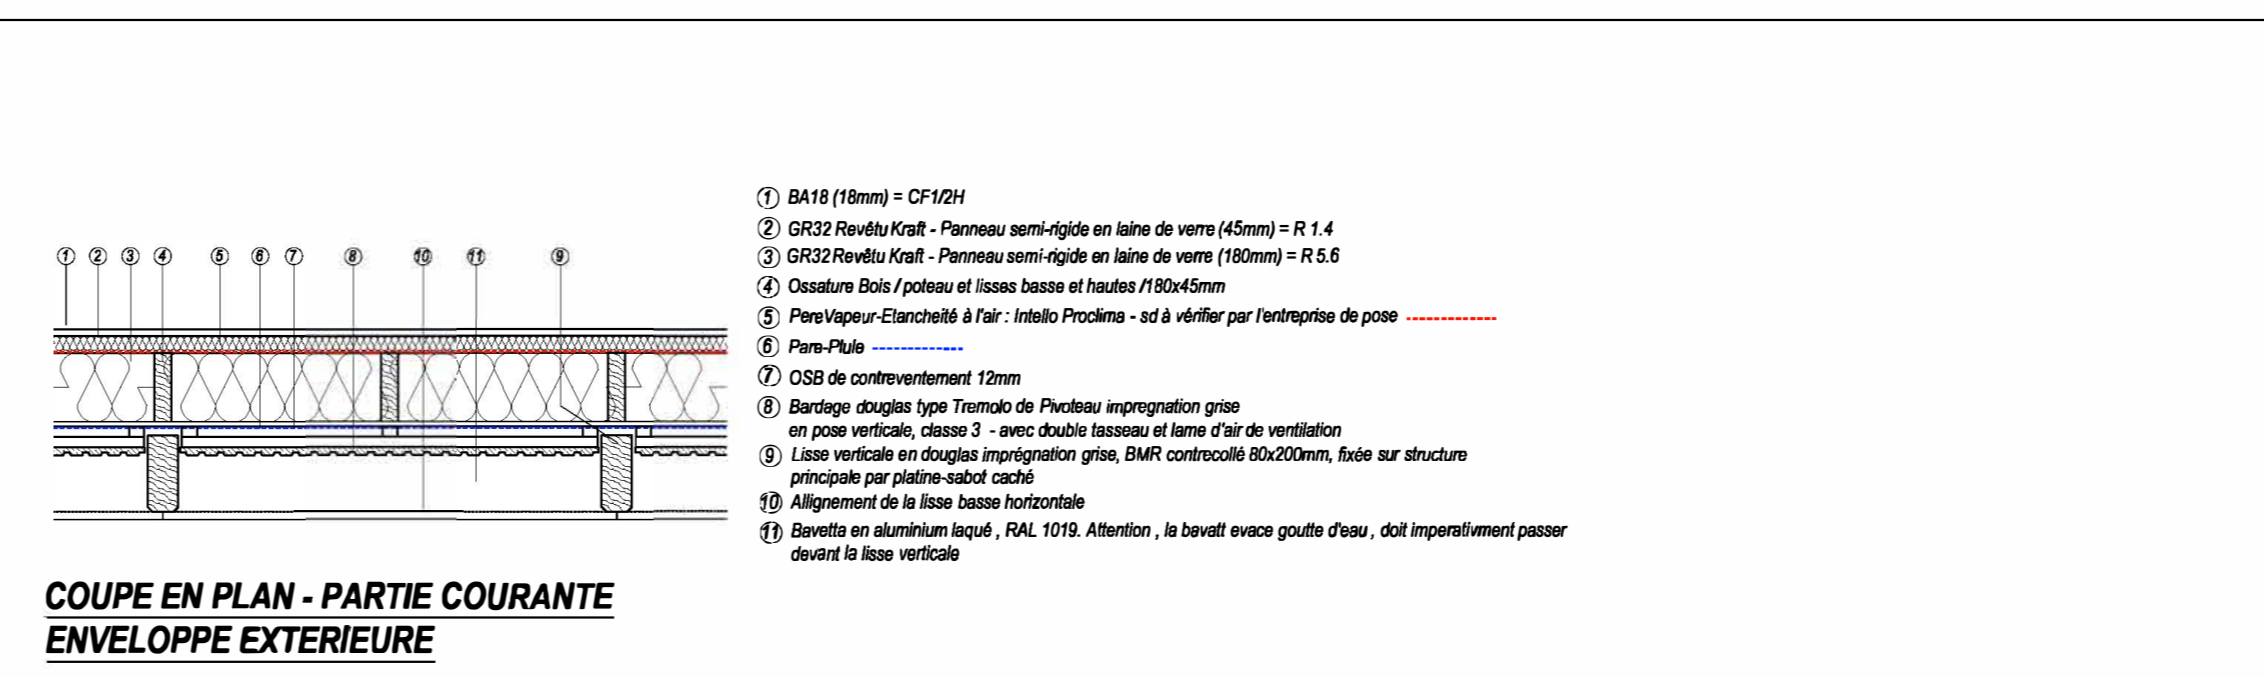 ① ② ③ ④ ⑤ ⑥ ⑦ ⑧ ⑩ ⑪ ⑨
① BA18 (18mm) = CF1/2H
② GR32 Revêtu Kraft - Panneau semi-rigide en laine de verre (45mm) = R 1.4
③ GR32 Revêtu Kraft - Panneau semi-rigide en laine de verre (180mm) = R 5.6
④ Ossature Bois / poteau et lisses basse et hautes /180x45mm
⑤ PereVapeur-Etancheité à l'air : Intello Proclima - sd à vérifier par l'entreprise de pose
⑥ Pare-Pluie
⑦ OSB de contreventement 12mm
⑧ Bardage douglas type Tremolo de Pivoteau impregnation grise
en pose verticale, classe 3 - avec double tasseau et lame d'air de ventilation
⑨ Lisse verticale en douglas imprégnation grise, BMR contrecollé 80x200mm, fixée sur structure
principale par platine-sabot caché
⑩ Allignement de la lisse basse horizontale
⑪ Bavetta en aluminium laqué , RAL 1019. Attention , la bavatt evace goutte d'eau , doit imperativment passer
devant la lisse verticale
COUPE EN PLAN - PARTIE COURANTE
ENVELOPPE EXTERIEURE